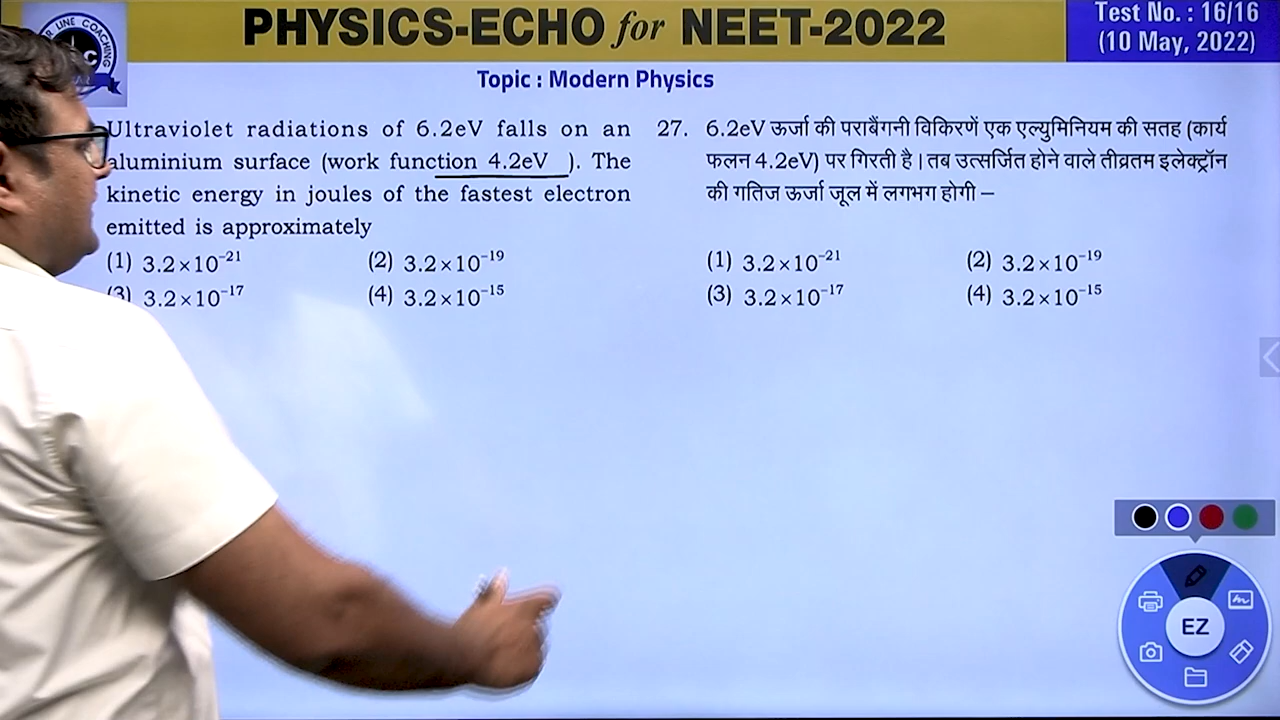 PHYSICS-ECHO for NEET-2022
Test No. : 16/16
(10 May, 2022)
LINE COACHING
Topic : Modern Physics
Ultraviolet radiations of 6.2eV falls on an
aluminium surface (work function 4.2eV ). The
kinetic energy in joules of the fastest electron
emitted is approximately
(1) 3.2×10⁻²¹ (2) 3.2×10⁻¹⁹
(3) 3.2×10⁻¹⁷ (4) 3.2×10⁻¹⁵
27. 6.2eV ऊर्जा की पराबैंगनी विकिरणें एक एल्युमिनियम की सतह (कार्य
फलन 4.2eV) पर गिरती है। तब उत्सर्जित होने वाले तीव्रतम इलेक्ट्रॉन
की गतिज ऊर्जा जूल में लगभग होगी –
(1) 3.2×10⁻²¹ (2) 3.2×10⁻¹⁹
(3) 3.2×10⁻¹⁷ (4) 3.2×10⁻¹⁵
EZ